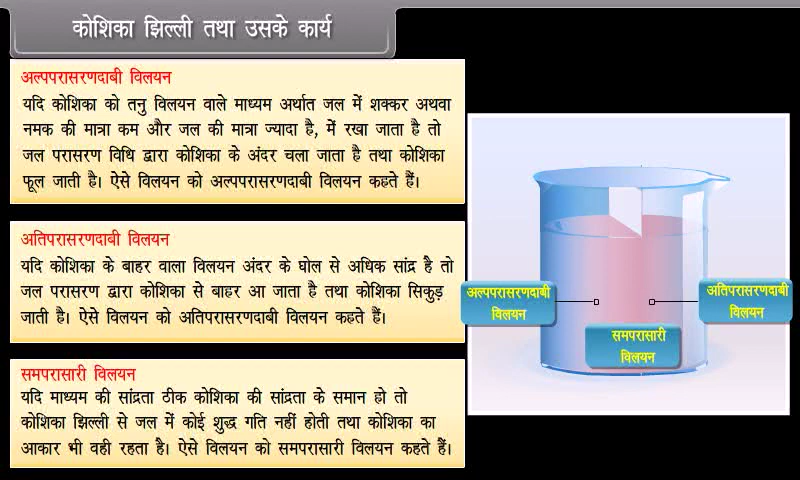 कोशिका झिल्ली तथा उसके कार्य
अल्पपरासरणदाबी विलयन
यदि कोशिका को तनु विलयन वाले माध्यम अर्थात जल में शक्कर अथवा
नमक की मात्रा कम और जल की मात्रा ज्यादा है, में रखा जाता है तो
जल परासरण विधि द्वारा कोशिका के अंदर चला जाता है तथा कोशिका
फूल जाती है। ऐसे विलयन को अल्पपरासरणदाबी विलयन कहते हैं।
अतिपरासरणदाबी विलयन
यदि कोशिका के बाहर वाला विलयन अंदर के घोल से अधिक सांद्र है तो
जल परासरण द्वारा कोशिका से बाहर आ जाता है तथा कोशिका सिकुड़
जाती है। ऐसे विलयन को अतिपरासरणदाबी विलयन कहते हैं।
समपरासारी विलयन
यदि माध्यम की सांद्रता ठीक कोशिका की सांद्रता के समान हो तो
कोशिका झिल्ली से जल में कोई शुद्ध गति नहीं होती तथा कोशिका का
आकार भी वही रहता है। ऐसे विलयन को समपरासारी विलयन कहते हैं।
अल्पपरासरणदाबी
विलयन
अतिपरासरणदाबी
विलयन
समपरासारी
विलयन